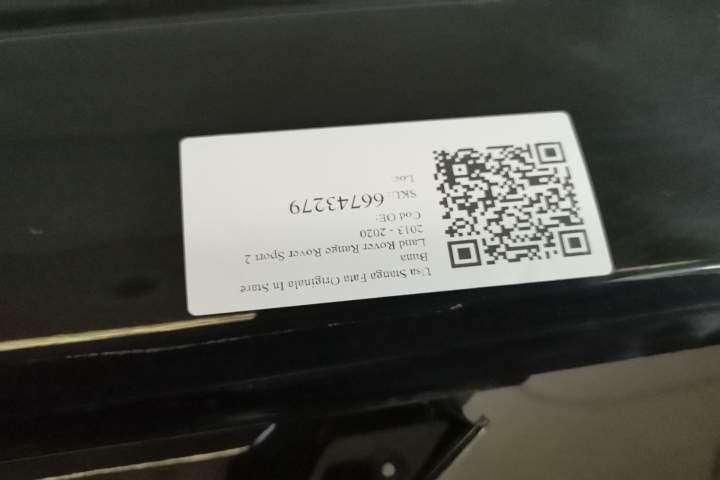 Usa Stanga Fata Originala In Stare
Buna
Land Rover Range Rover Sport 2
2013 - 2020
Cod OE:
SKU: 66743279
Loc: